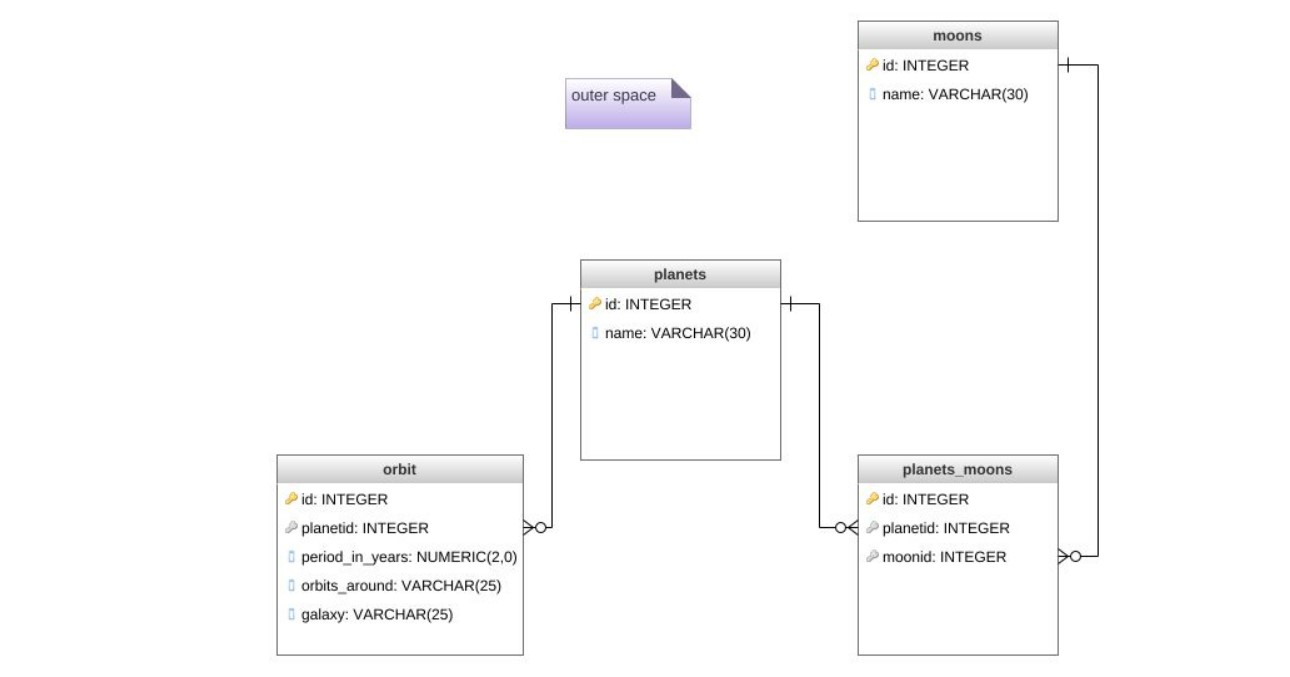 moons
id: INTEGER
name: VARCHAR(30)
outer space
planets
id: INTEGER
name: VARCHAR(30)
orbit
id: INTEGER
planetid: INTEGER
period_in_years: NUMERIC(2,0)
orbits_around: VARCHAR(25)
galaxy: VARCHAR(25)
planets_moons
id: INTEGER
planetid: INTEGER
moonid: INTEGER